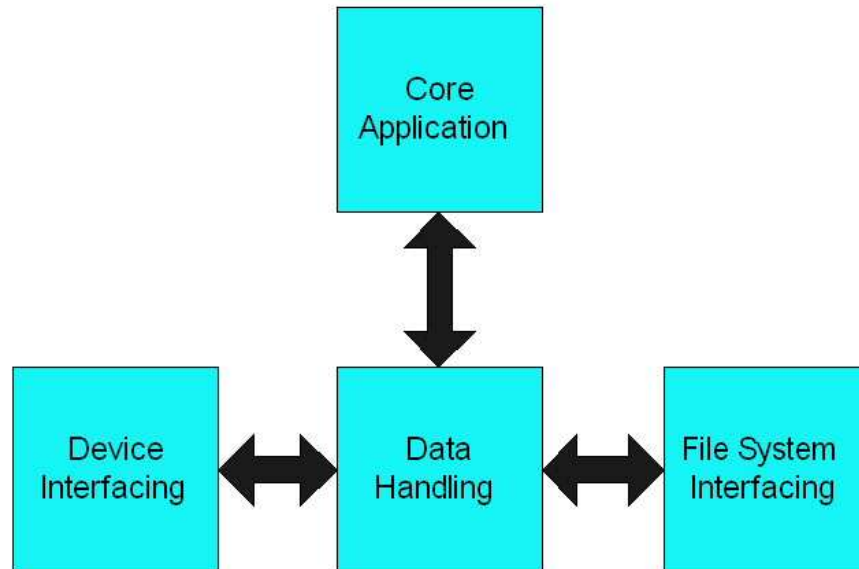 Core
Application
Device
Interfacing
Data
Handling
File System
Interfacing